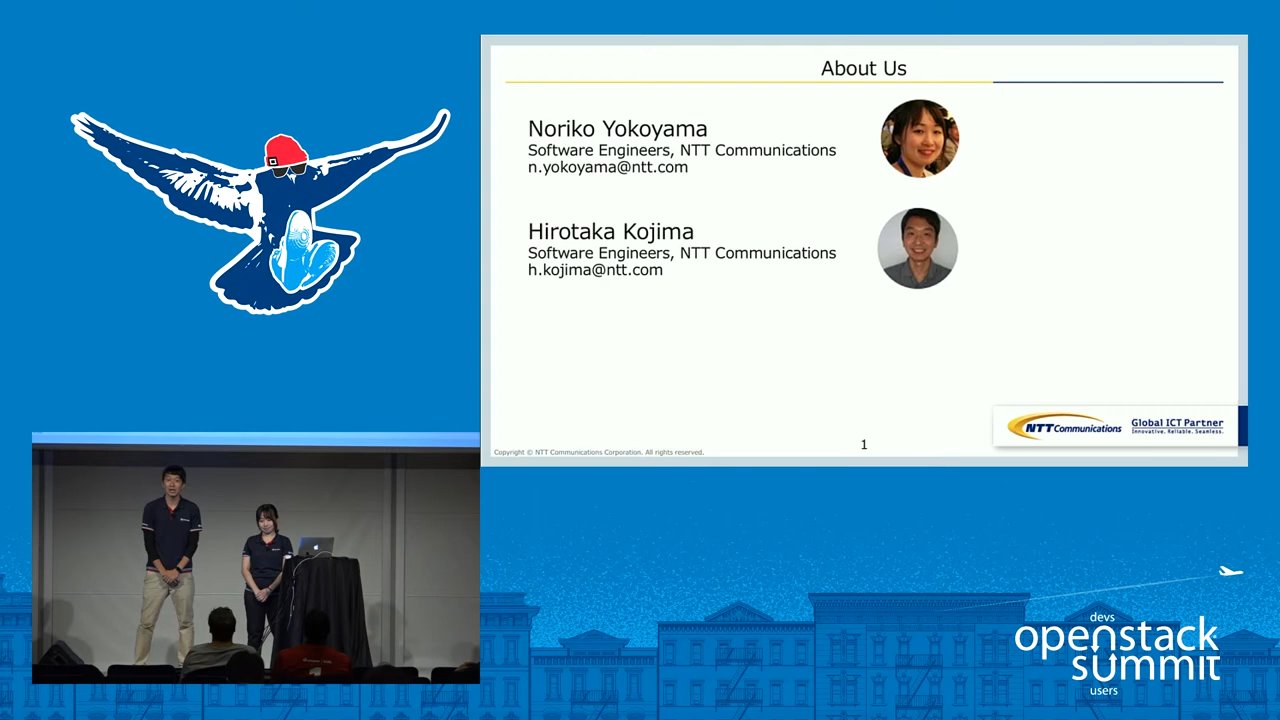 About Us
Noriko Yokoyama
Software Engineers, NTT Communications
n.yokoyama@ntt.com
Hirotaka Kojima
Software Engineers, NTT Communications
h.kojima@ntt.com
NTT Communications
Global ICT Partner
Innovative. Reliable. Seamless.
Copyright © NTT Communications Corporation. All rights reserved.
1
devs
openstack
summit
users